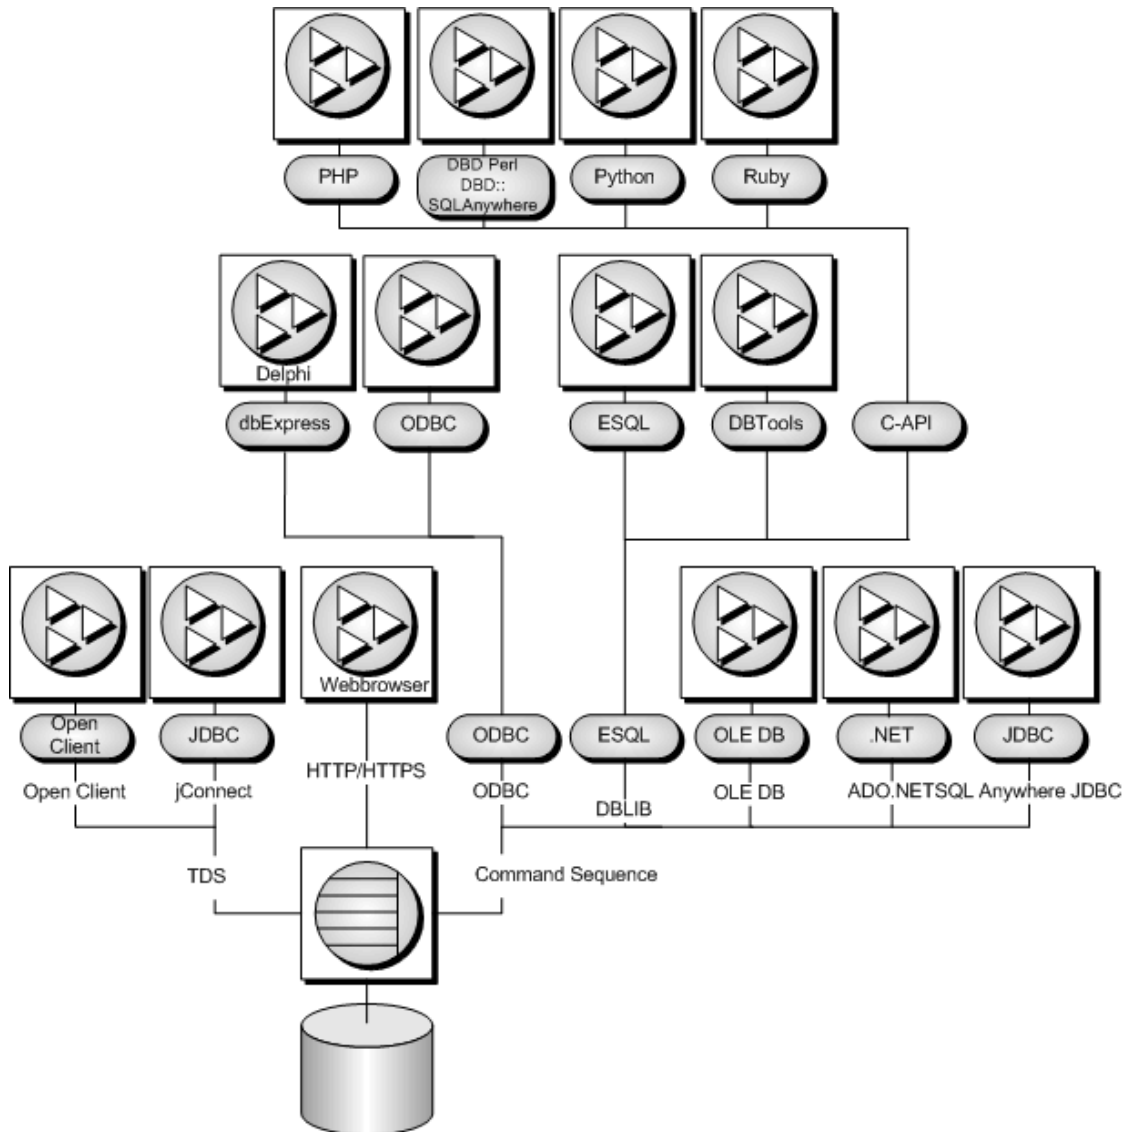 PHP
DBD Perl
DBD::
SQLAnywhere
Python
Ruby
Delphi
dbExpress
ODBC
ESQL
DBTools
C-API
Webbrowser
Open
Client
JDBC
ODBC
ESQL
OLE DB
.NET
JDBC
HTTP/HTTPS
Open Client
jConnect
ODBC
DBLIB
OLE DB
ADO.NET
SQL Anywhere JDBC
TDS
Command Sequence